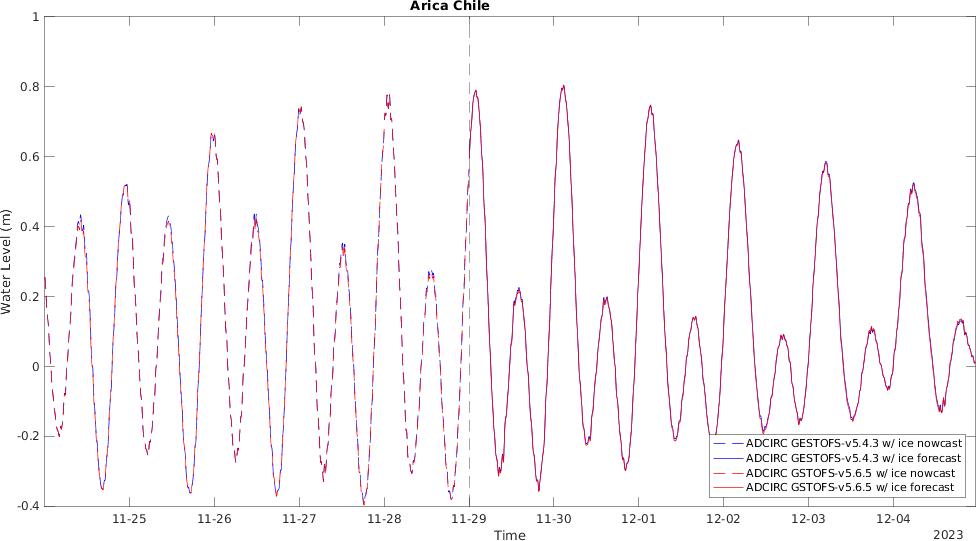 Arica Chile
1
0.8
0.6
0.4
0.2
0
-0.2
-0.4
Water Level (m)
ADCIRC GESTOFS-v5.4.3 w/ ice nowcast
ADCIRC GESTOFS-v5.4.3 w/ ice forecast
ADCIRC GSTOFS-v5.6.5 w/ ice nowcast
ADCIRC GSTOFS-v5.6.5 w/ ice forecast
11-25 11-26 11-27 11-28 11-29 11-30 12-01 12-02 12-03 12-04
Time
2023